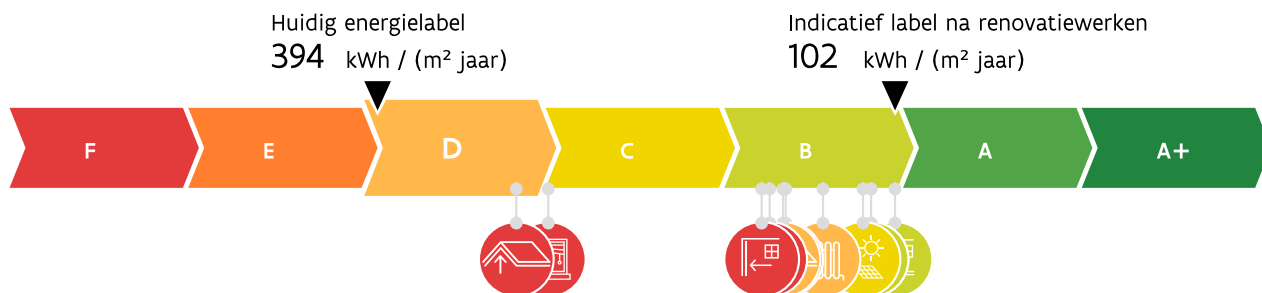 Huidig energielabel
394 kWh / (m² jaar)
Indicatief label na renovatiewerken
102 kWh / (m² jaar)
F E D C B A A+